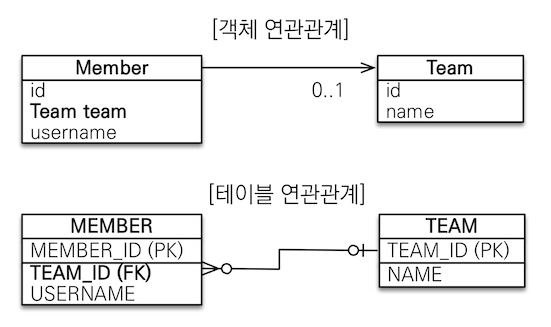 [객체 연관관계]
Member
id
Team team
username
0..1
Team
id
name
[테이블 연관관계]
MEMBER
MEMBER_ID (PK)
TEAM_ID (FK)
USERNAME
TEAM
TEAM_ID (PK)
NAME